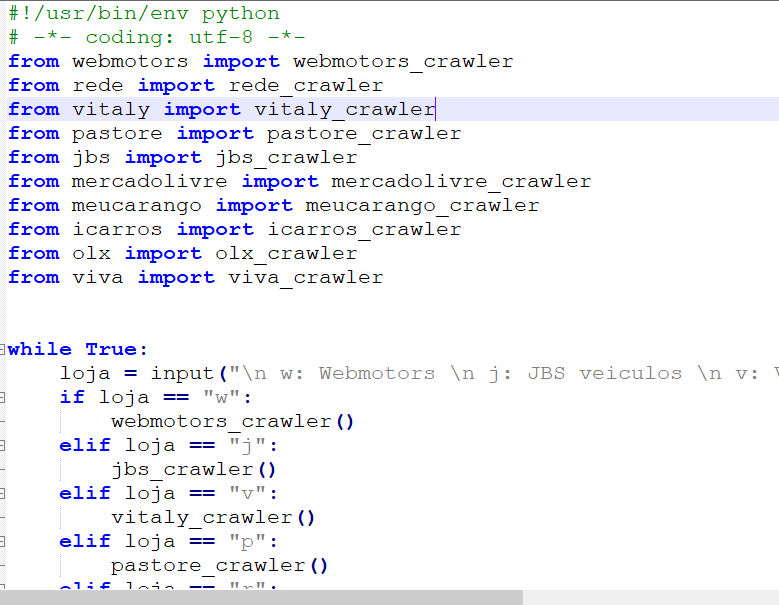 #!/usr/bin/env python
# -*- coding: utf-8 -*-
from webmotors import webmotors_crawler
from rede import rede_crawler
from vitaly import vitaly_crawler
from pastore import pastore_crawler
from jbs import jbs_crawler
from mercadolivre import mercadolivre_crawler
from meucarango import meucarango_crawler
from icarros import icarros_crawler
from olx import olx_crawler
from viva import viva_crawler
while True:
loja = input("\n w: Webmotors \n j: JBS veiculos \n v:
if loja == "w":
webmotors_crawler()
elif loja == "j":
jbs_crawler()
elif loja == "v":
vitaly_crawler()
elif loja == "p":
pastore_crawler()
elif loja == "r":